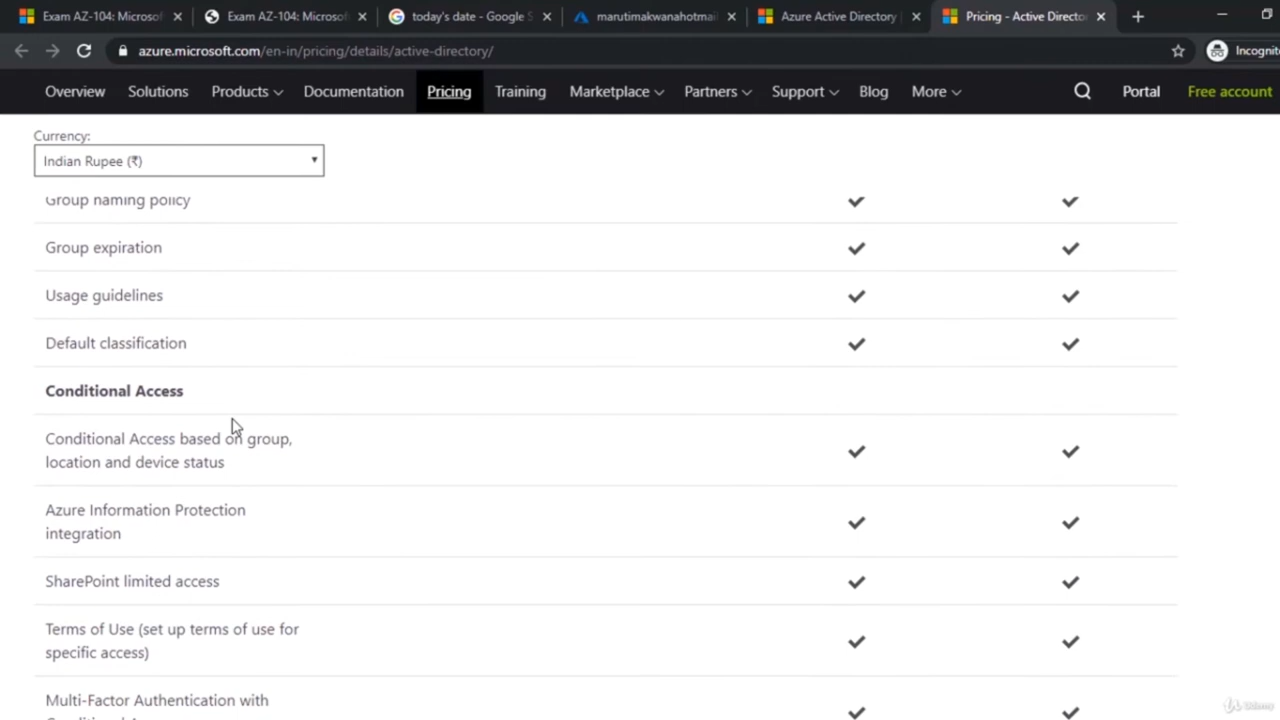 Exam AZ-104: Microsof
Exam AZ-104: Microsof
today's date - Google S
marutimakwanahotmai
Azure Active Directory
Pricing - Active Directo
azure.microsoft.com/en-in/pricing/details/active-directory/
Incognito
Overview
Solutions
Products
Documentation
Pricing
Training
Marketplace
Partners
Support
Blog
More
Portal
Free account
Currency:
Indian Rupee (₹)
Group naming policy
Group expiration
Usage guidelines
Default classification
Conditional Access
Conditional Access based on group,
location and device status
Azure Information Protection
integration
SharePoint limited access
Terms of Use (set up terms of use for
specific access)
Multi-Factor Authentication with
Udemy